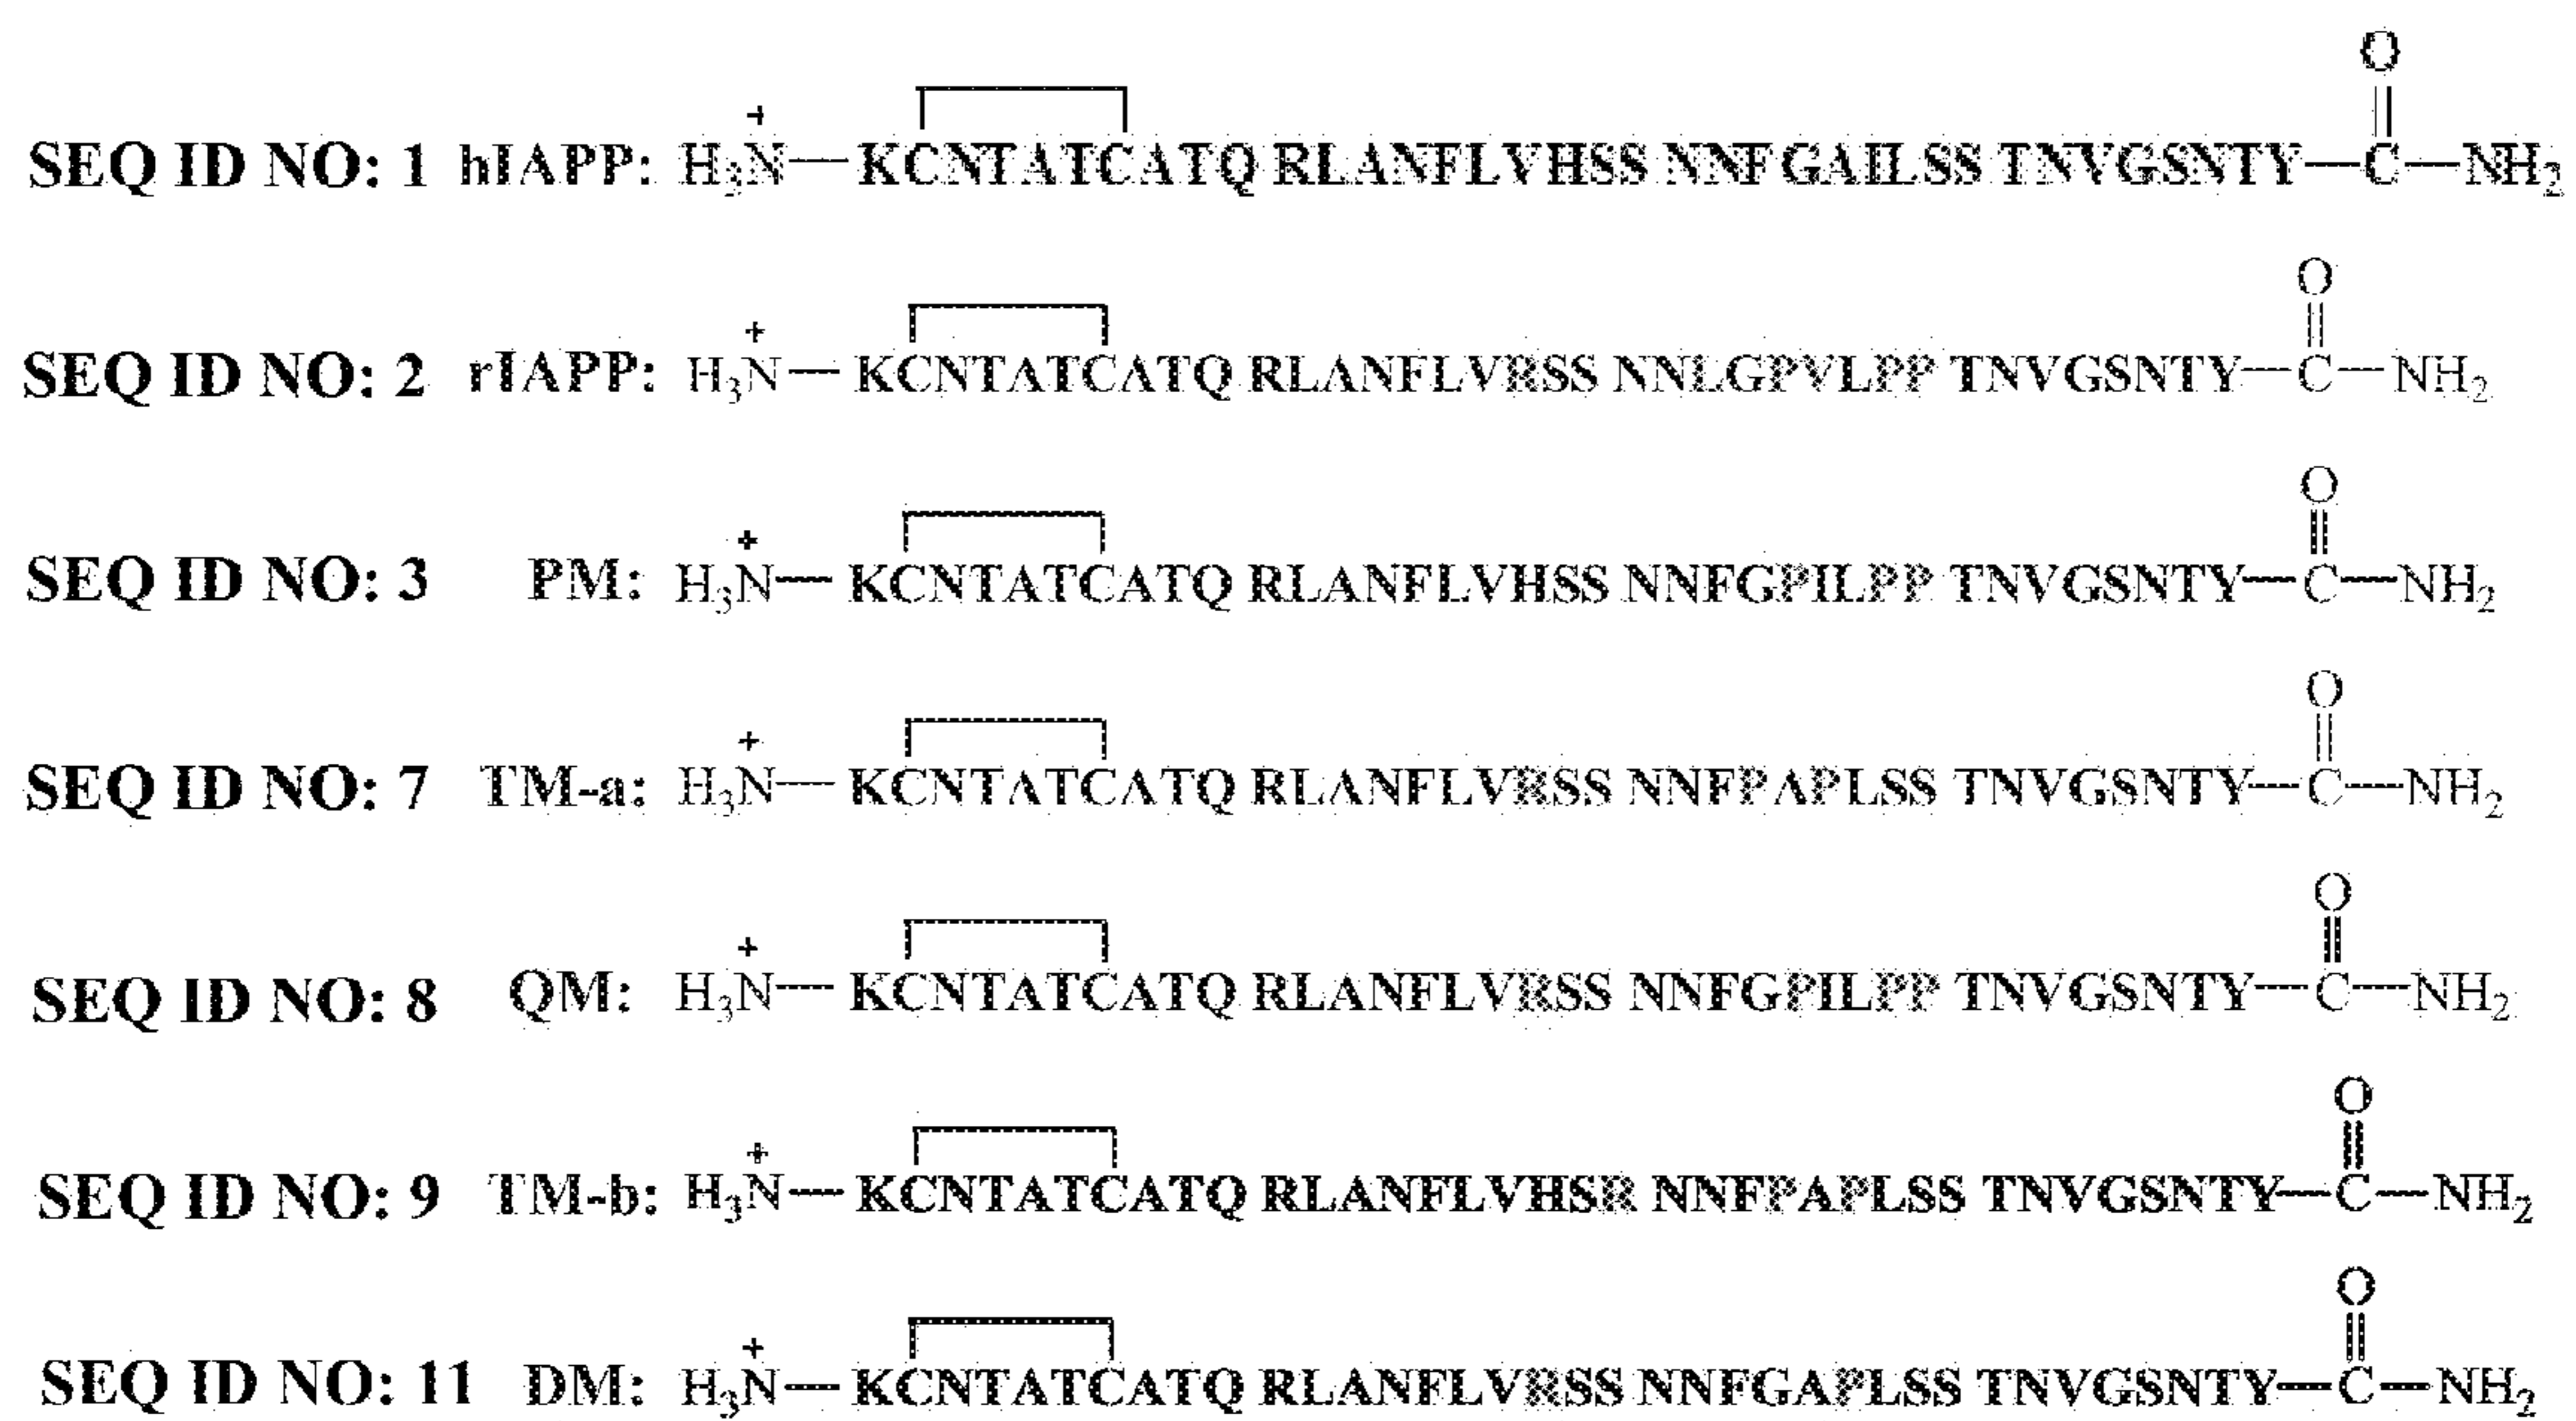 O
+
SEQ ID NO: 1 hIAPP: H₃N—KCNTATCATQ RLANFLVHSS NNFGAILSS TNVGSNTY—C—NH₂
O
+
SEQ ID NO: 2 rIAPP: H₃N—KCNTATCATQ RLANFLVRSS NNLGPVLPP TNVGSNTY—C—NH₂
O
+
SEQ ID NO: 3 PM: H₃N—KCNTATCATQ RLANFLVHSS NNFGPILPP TNVGSNTY—C—NH₂
O
+
SEQ ID NO: 7 TM-a: H₃N—KCNTATCATQ RLANFLVRSS NNFPAPLSS TNVGSNTY—C—NH₂
O
+
SEQ ID NO: 8 QM: H₃N—KCNTATCATQ RLANFLVRSS NNFGPILPP TNVGSNTY—C—NH₂
O
+
SEQ ID NO: 9 TM-b: H₃N—KCNTATCATQ RLANFLVHSR NNFPAPLSS TNVGSNTY—C—NH₂
O
+
SEQ ID NO: 11 DM: H₃N—KCNTATCATQ RLANFLVRSS NNFGAPLSS TNVGSNTY—C—NH₂